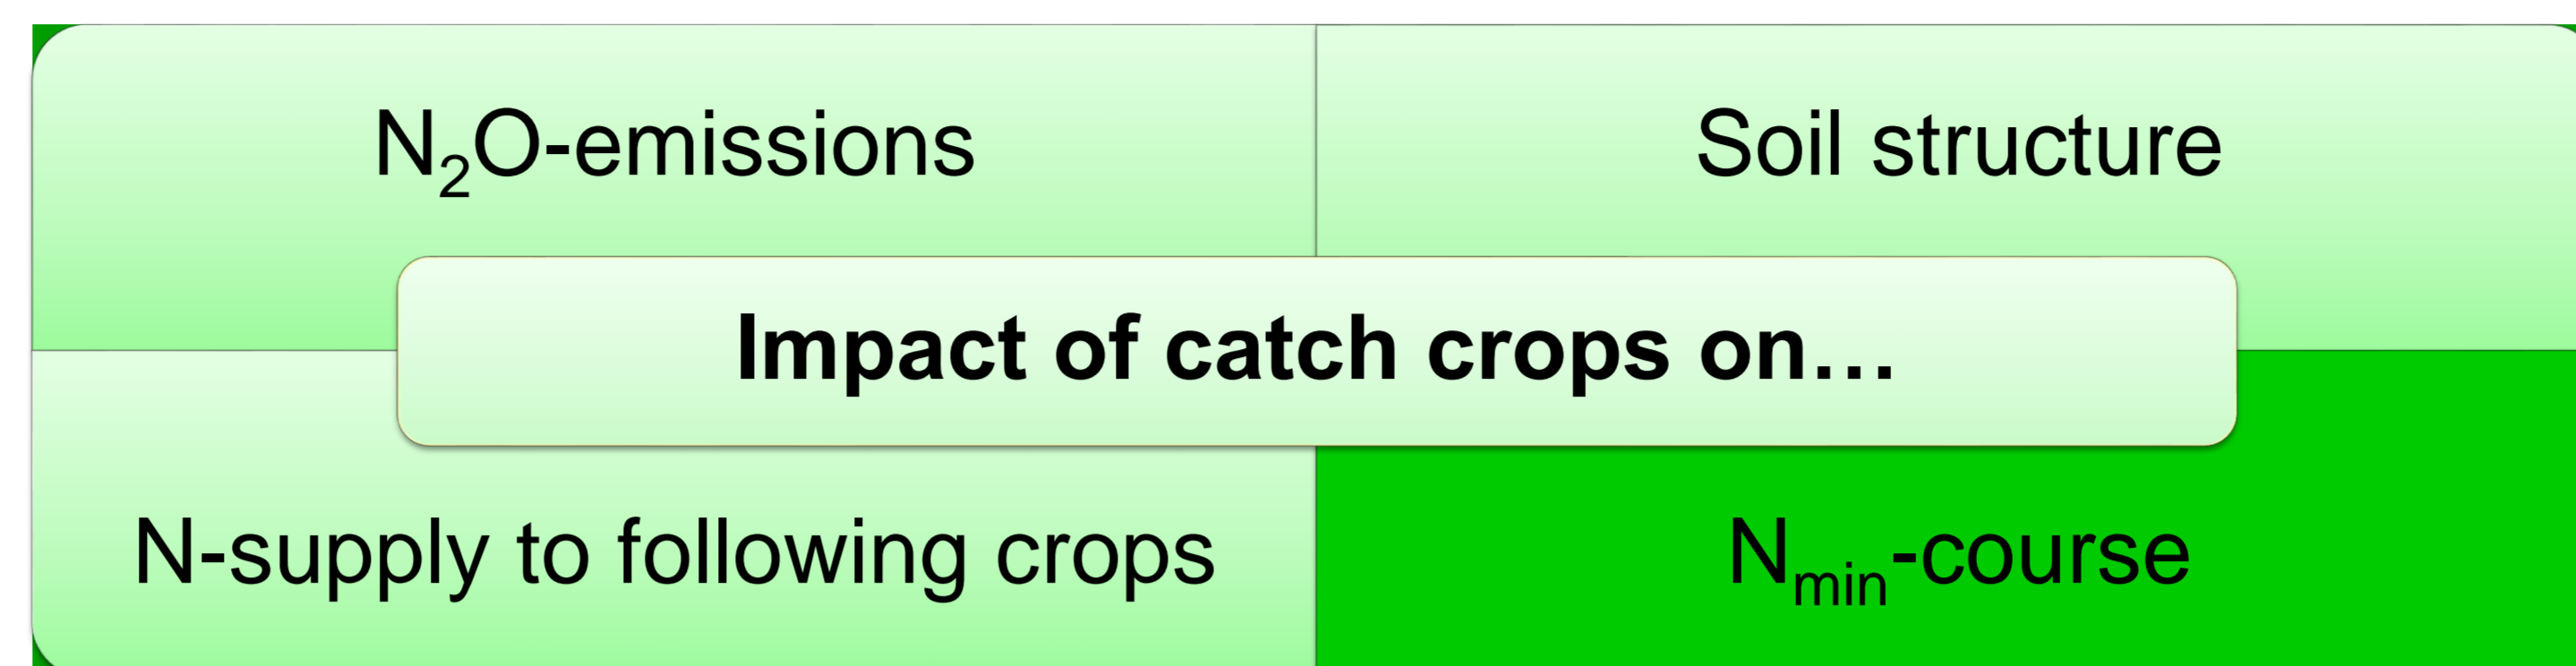 N₂O-emissions
Soil structure
Impact of catch crops on…
N-supply to following crops
Nmin-course